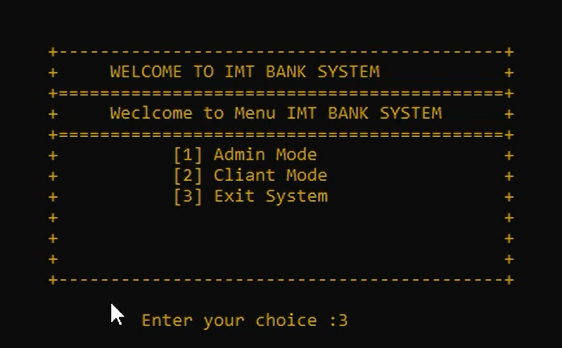 +-------------------------------------------+
+ WELCOME TO IMT BANK SYSTEM +
+===========================================+
+ Weclcome to Menu IMT BANK SYSTEM +
+===========================================+
+ [1] Admin Mode +
+ [2] Cliant Mode +
+ [3] Exit System +
+ +
+ +
+ +
+-------------------------------------------+
Enter your choice :3